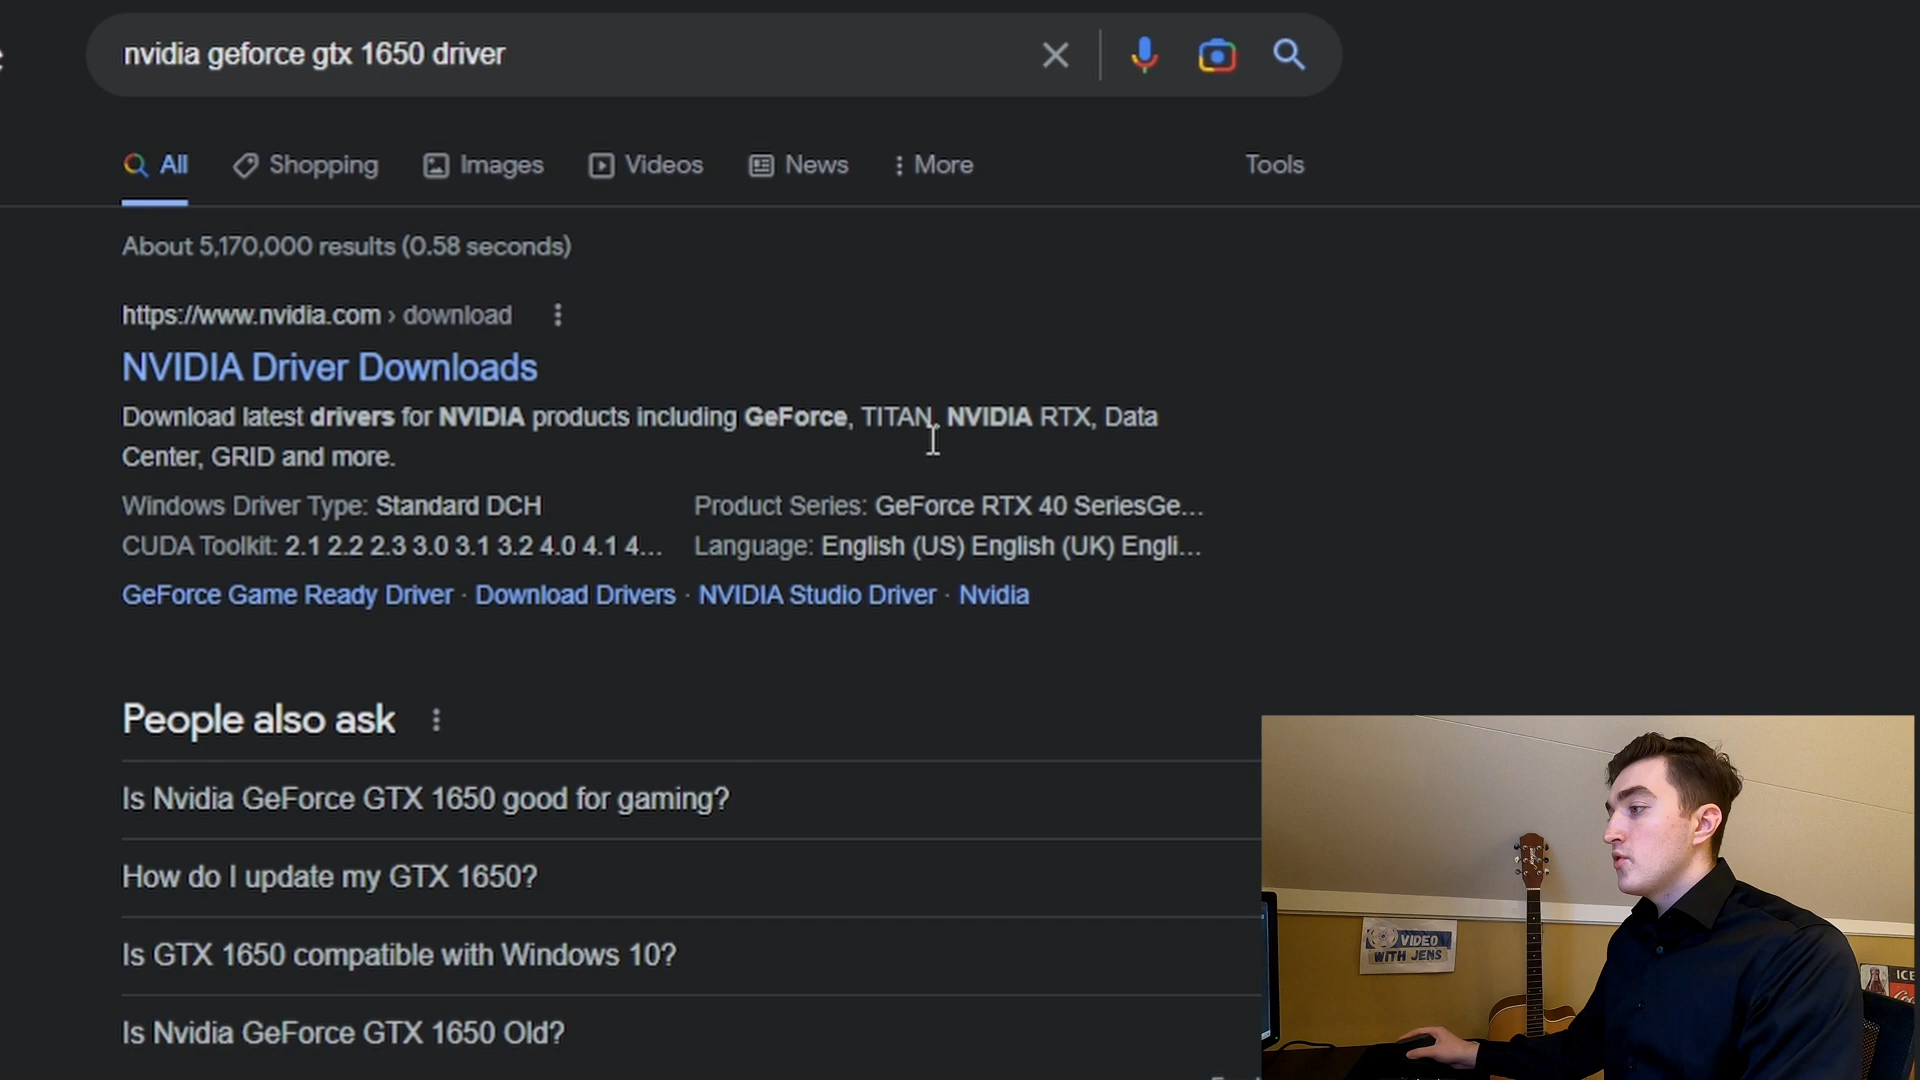 nvidia geforce gtx 1650 driver
All Shopping Images Videos News More Tools
About 5,170,000 results (0.58 seconds)
https://www.nvidia.com › download
NVIDIA Driver Downloads
Download latest drivers for NVIDIA products including GeForce, TITAN, NVIDIA RTX, Data
Center, GRID and more.
Windows Driver Type: Standard DCH
Product Series: GeForce RTX 40 SeriesGe...
CUDA Toolkit: 2.1 2.2 2.3 3.0 3.1 3.2 4.0 4.1 4...
Language: English (US) English (UK) Engli...
GeForce Game Ready Driver · Download Drivers · NVIDIA Studio Driver · Nvidia
People also ask
Is Nvidia GeForce GTX 1650 good for gaming?
How do I update my GTX 1650?
Is GTX 1650 compatible with Windows 10?
Is Nvidia GeForce GTX 1650 Old?
VIDEO
WITH JENS
ICE